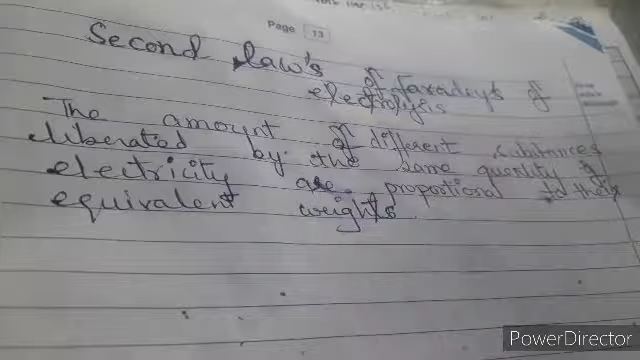 Page 13
Second law's of faraday's of
electrolysis
The amount of different substances
liberated by the same quantity of
electricity are proportional to their
equivalent weights.
PowerDirector